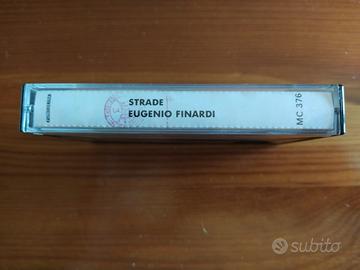 STRADE
EUGENIO FINARDI
MC 376
subito